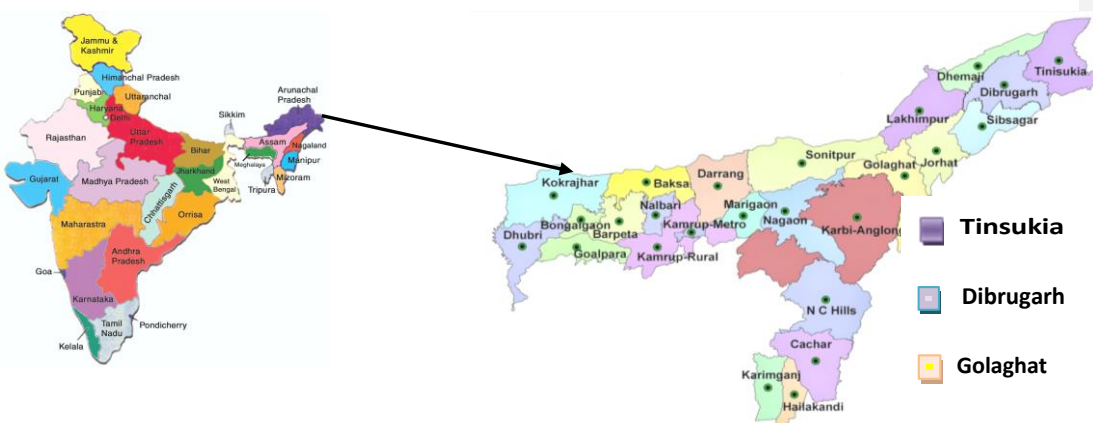 Jammu &
Kashmir
Himanchal Pradesh
Punjab
Uttaranchal
Haryana
Delhi
Rajasthan
Uttar
Pradesh
Sikkim
Arunachal
Pradesh
Assam
Nagaland
Bihar
Meghalaya
Manipur
Gujarat
Madhya Pradesh
Jharkhand
West
Bengal
Tripura
Mizoram
Chhattisgarh
Orrisa
Maharastra
Andhra
Pradesh
Goa
Karnataka
Tamil
Nadu
Pondicherry
Kelala
Dhemaji
Tinisukia
Dibrugarh
Lakhimpur
Sibsagar
Sonitpur
Golaghat
Jorhat
Kokrajhar
Baksa
Darrang
Nalbari
Marigaon
Nagaon
Bongalgaon
Barpeta
Kamrup-Metro
Karbi-Anglong
Dhubri
Goalpara
Kamrup-Rural
N C Hills
Cachar
Karimganj
Hailakandi
Tinsukia
Dibrugarh
Golaghat